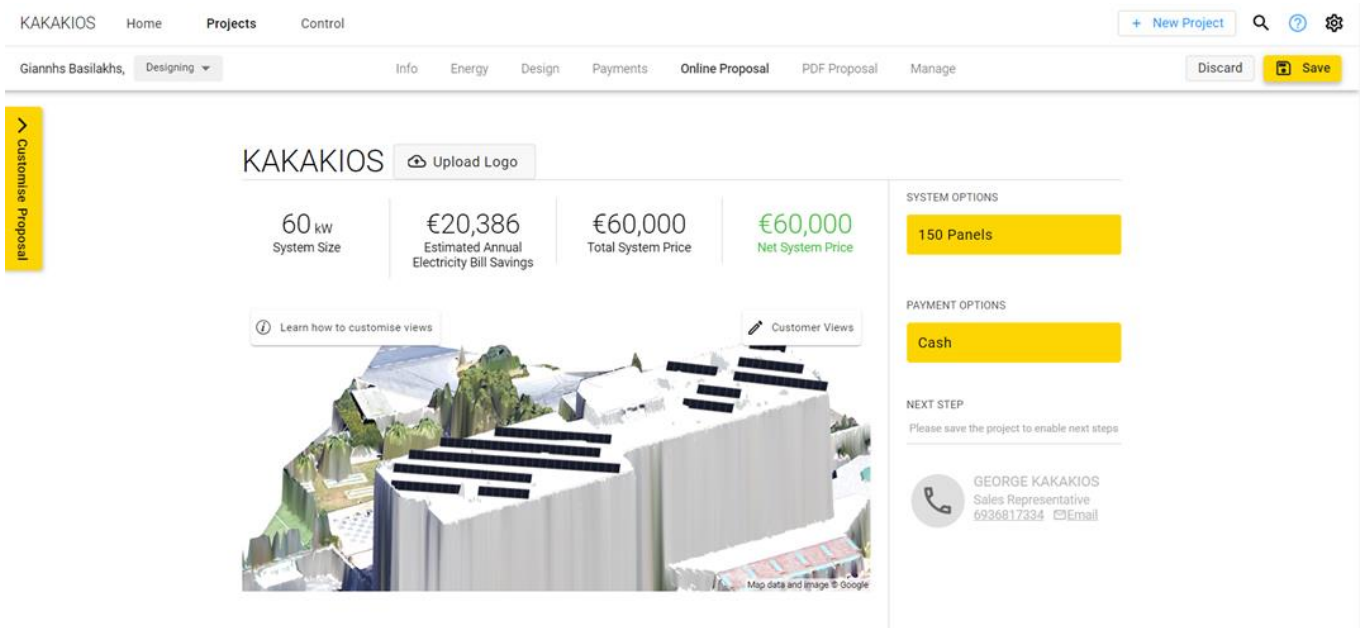 KAKAKIOS Home Projects Control + New Project
Giannhs Basilakhs, Designing Info Energy Design Payments Online Proposal PDF Proposal Manage Discard Save
Customise Proposal
KAKAKIOS Upload Logo
60 kW
System Size
€20,386
Estimated Annual
Electricity Bill Savings
€60,000
Total System Price
€60,000
Net System Price
Learn how to customise views
Customer Views
Map data and image © Google
SYSTEM OPTIONS
150 Panels
PAYMENT OPTIONS
Cash
NEXT STEP
Please save the project to enable next steps
GEORGE KAKAKIOS
Sales Representative
6936817334 Email